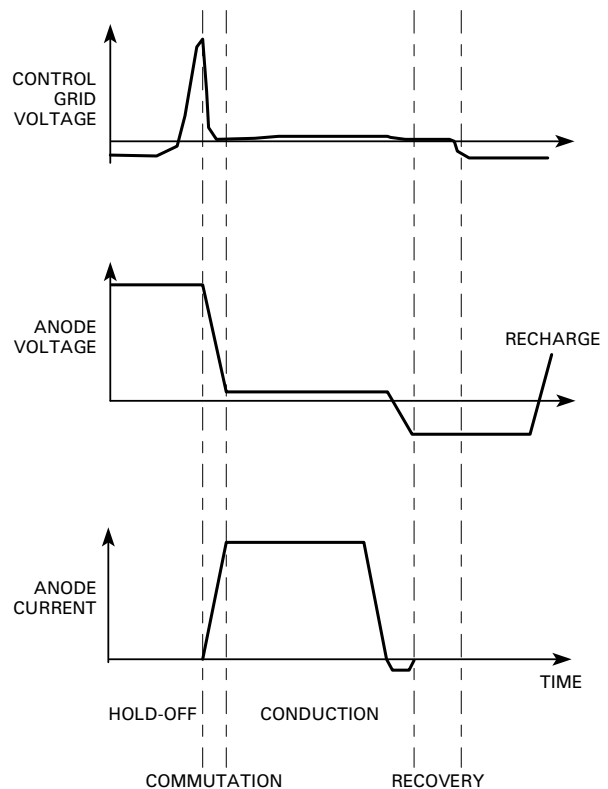 CONTROL
GRID
VOLTAGE
ANODE
VOLTAGE
RECHARGE
ANODE
CURRENT
TIME
HOLD-OFF
CONDUCTION
COMMUTATION
RECOVERY